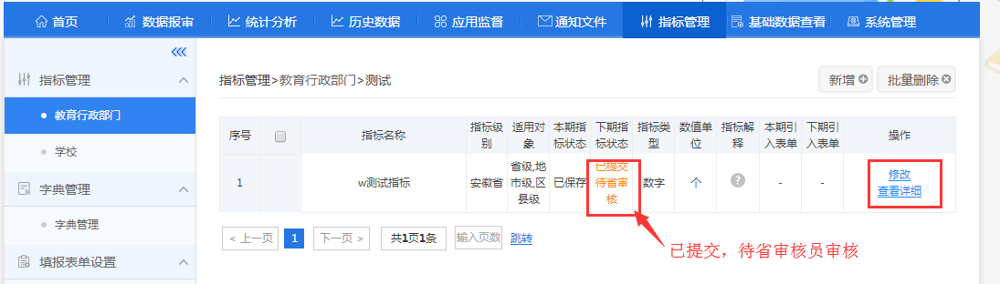 首页 数据报审 统计分析 历史数据 应用监督 通知文件 指标管理 基础数据查看 系统管理
指标管理
教育行政部门
学校
字典管理
字典管理
填报表单设置
指标管理>教育行政部门>测试
新增 批量删除
序号 指标名称 指标级别 适用对象 本期指标状态 下期指标状态 指标类型 数值单位 指标解释 本期引入表单 下期引入表单 操作
1 w测试指标 安徽省 省级,地市级,区县级 已保存 已提交待省审核 数字 个 ? - - 修改 查看详细
< 上一页 1 下一页 > 共1页1条 输入页数 跳转
已提交，待省审核员审核